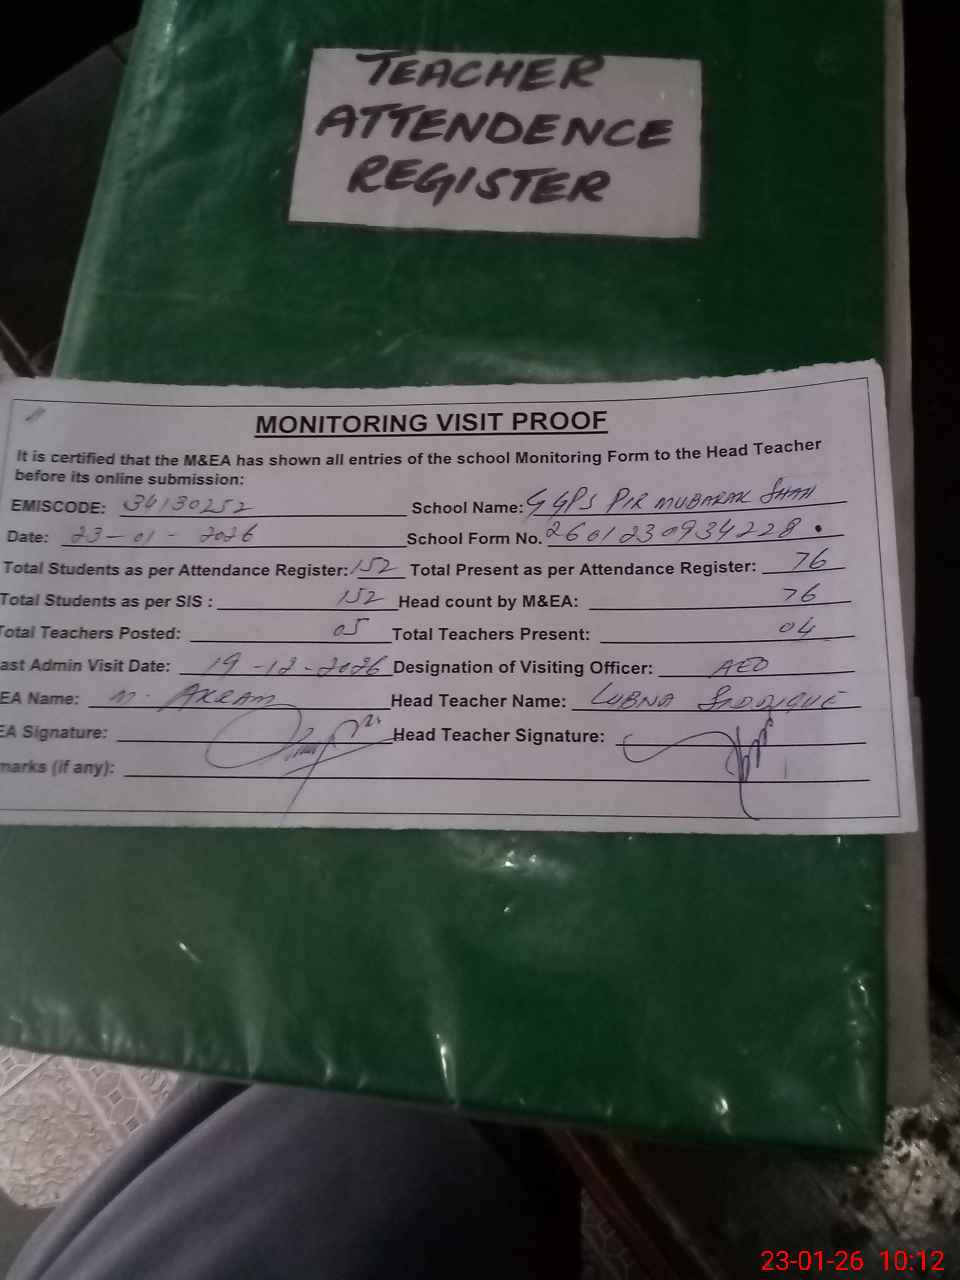 TEACHER
ATTENDENCE
REGISTER
MONITORING VISIT PROOF
It is certified that the M&EA has shown all entries of the school Monitoring Form to the Head Teacher
before its online submission:
EMISCODE: 34130252 School Name: GGPS PIR MUBARAK SHAH
Date: 23-01-2026 School Form No. 260123093422 8
Total Students as per Attendance Register: 152 Total Present as per Attendance Register: 76
Total Students as per SIS : 152 Head count by M&EA: 76
Total Teachers Posted: 05 Total Teachers Present: 04
ast Admin Visit Date: 19-12-2026 Designation of Visiting Officer: AEO
EA Name: M. AKRAM Head Teacher Name: LUBNA
EA Signature: Head Teacher Signature:
marks (if any):
23-01-26 10:12